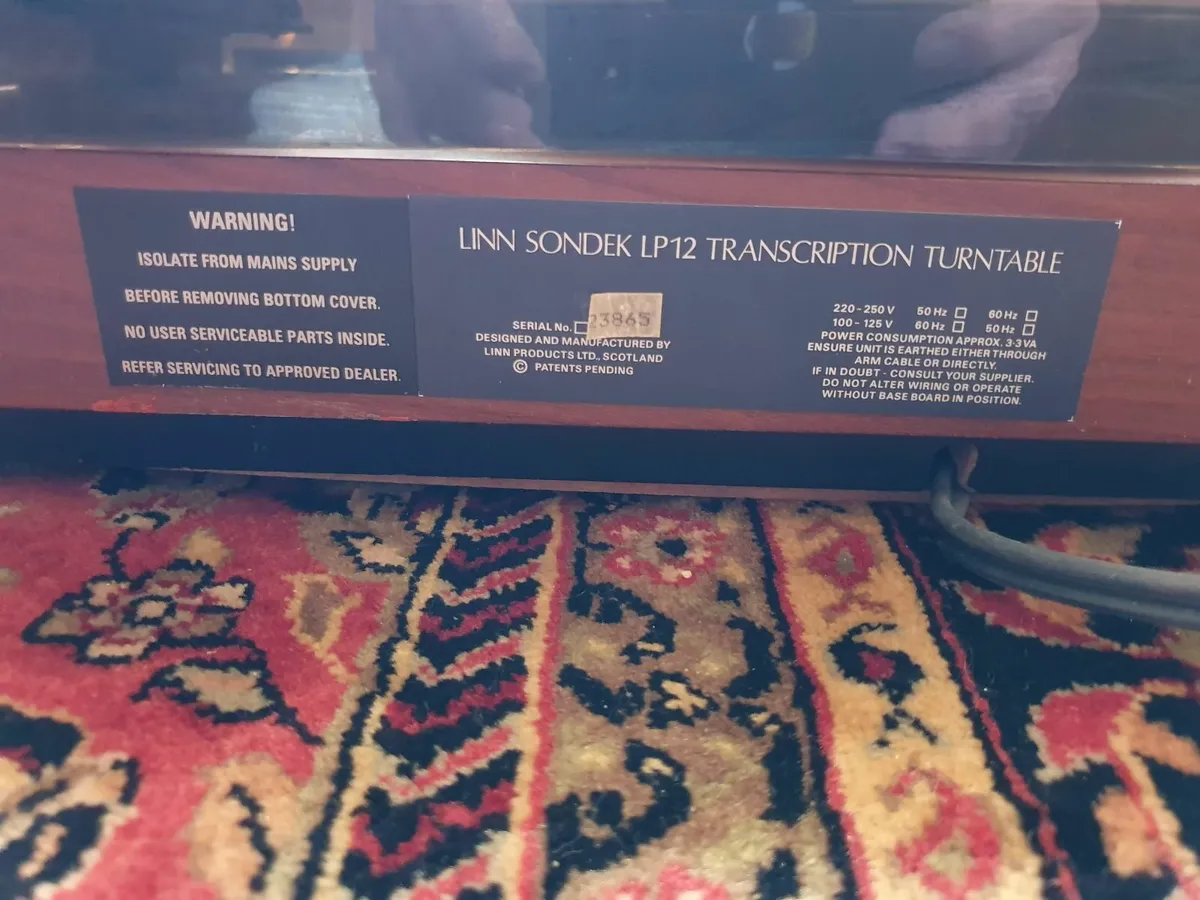 WARNING!
ISOLATE FROM MAINS SUPPLY
BEFORE REMOVING BOTTOM COVER.
NO USER SERVICEABLE PARTS INSIDE.
REFER SERVICING TO APPROVED DEALER.
LINN SONDEK LP12 TRANSCRIPTION TURNTABLE
SERIAL No. 23865
DESIGNED AND MANUFACTURED BY
LINN PRODUCTS LTD., SCOTLAND
© PATENTS PENDING
220-250 V 50 Hz 60 Hz
100-125 V 60 Hz 50 Hz
POWER CONSUMPTION APPROX. 3·3VA
ENSURE UNIT IS EARTHED EITHER THROUGH
ARM CABLE OR DIRECTLY.
IF IN DOUBT - CONSULT YOUR SUPPLIER.
DO NOT ALTER WIRING OR OPERATE
WITHOUT BASE BOARD IN POSITION.